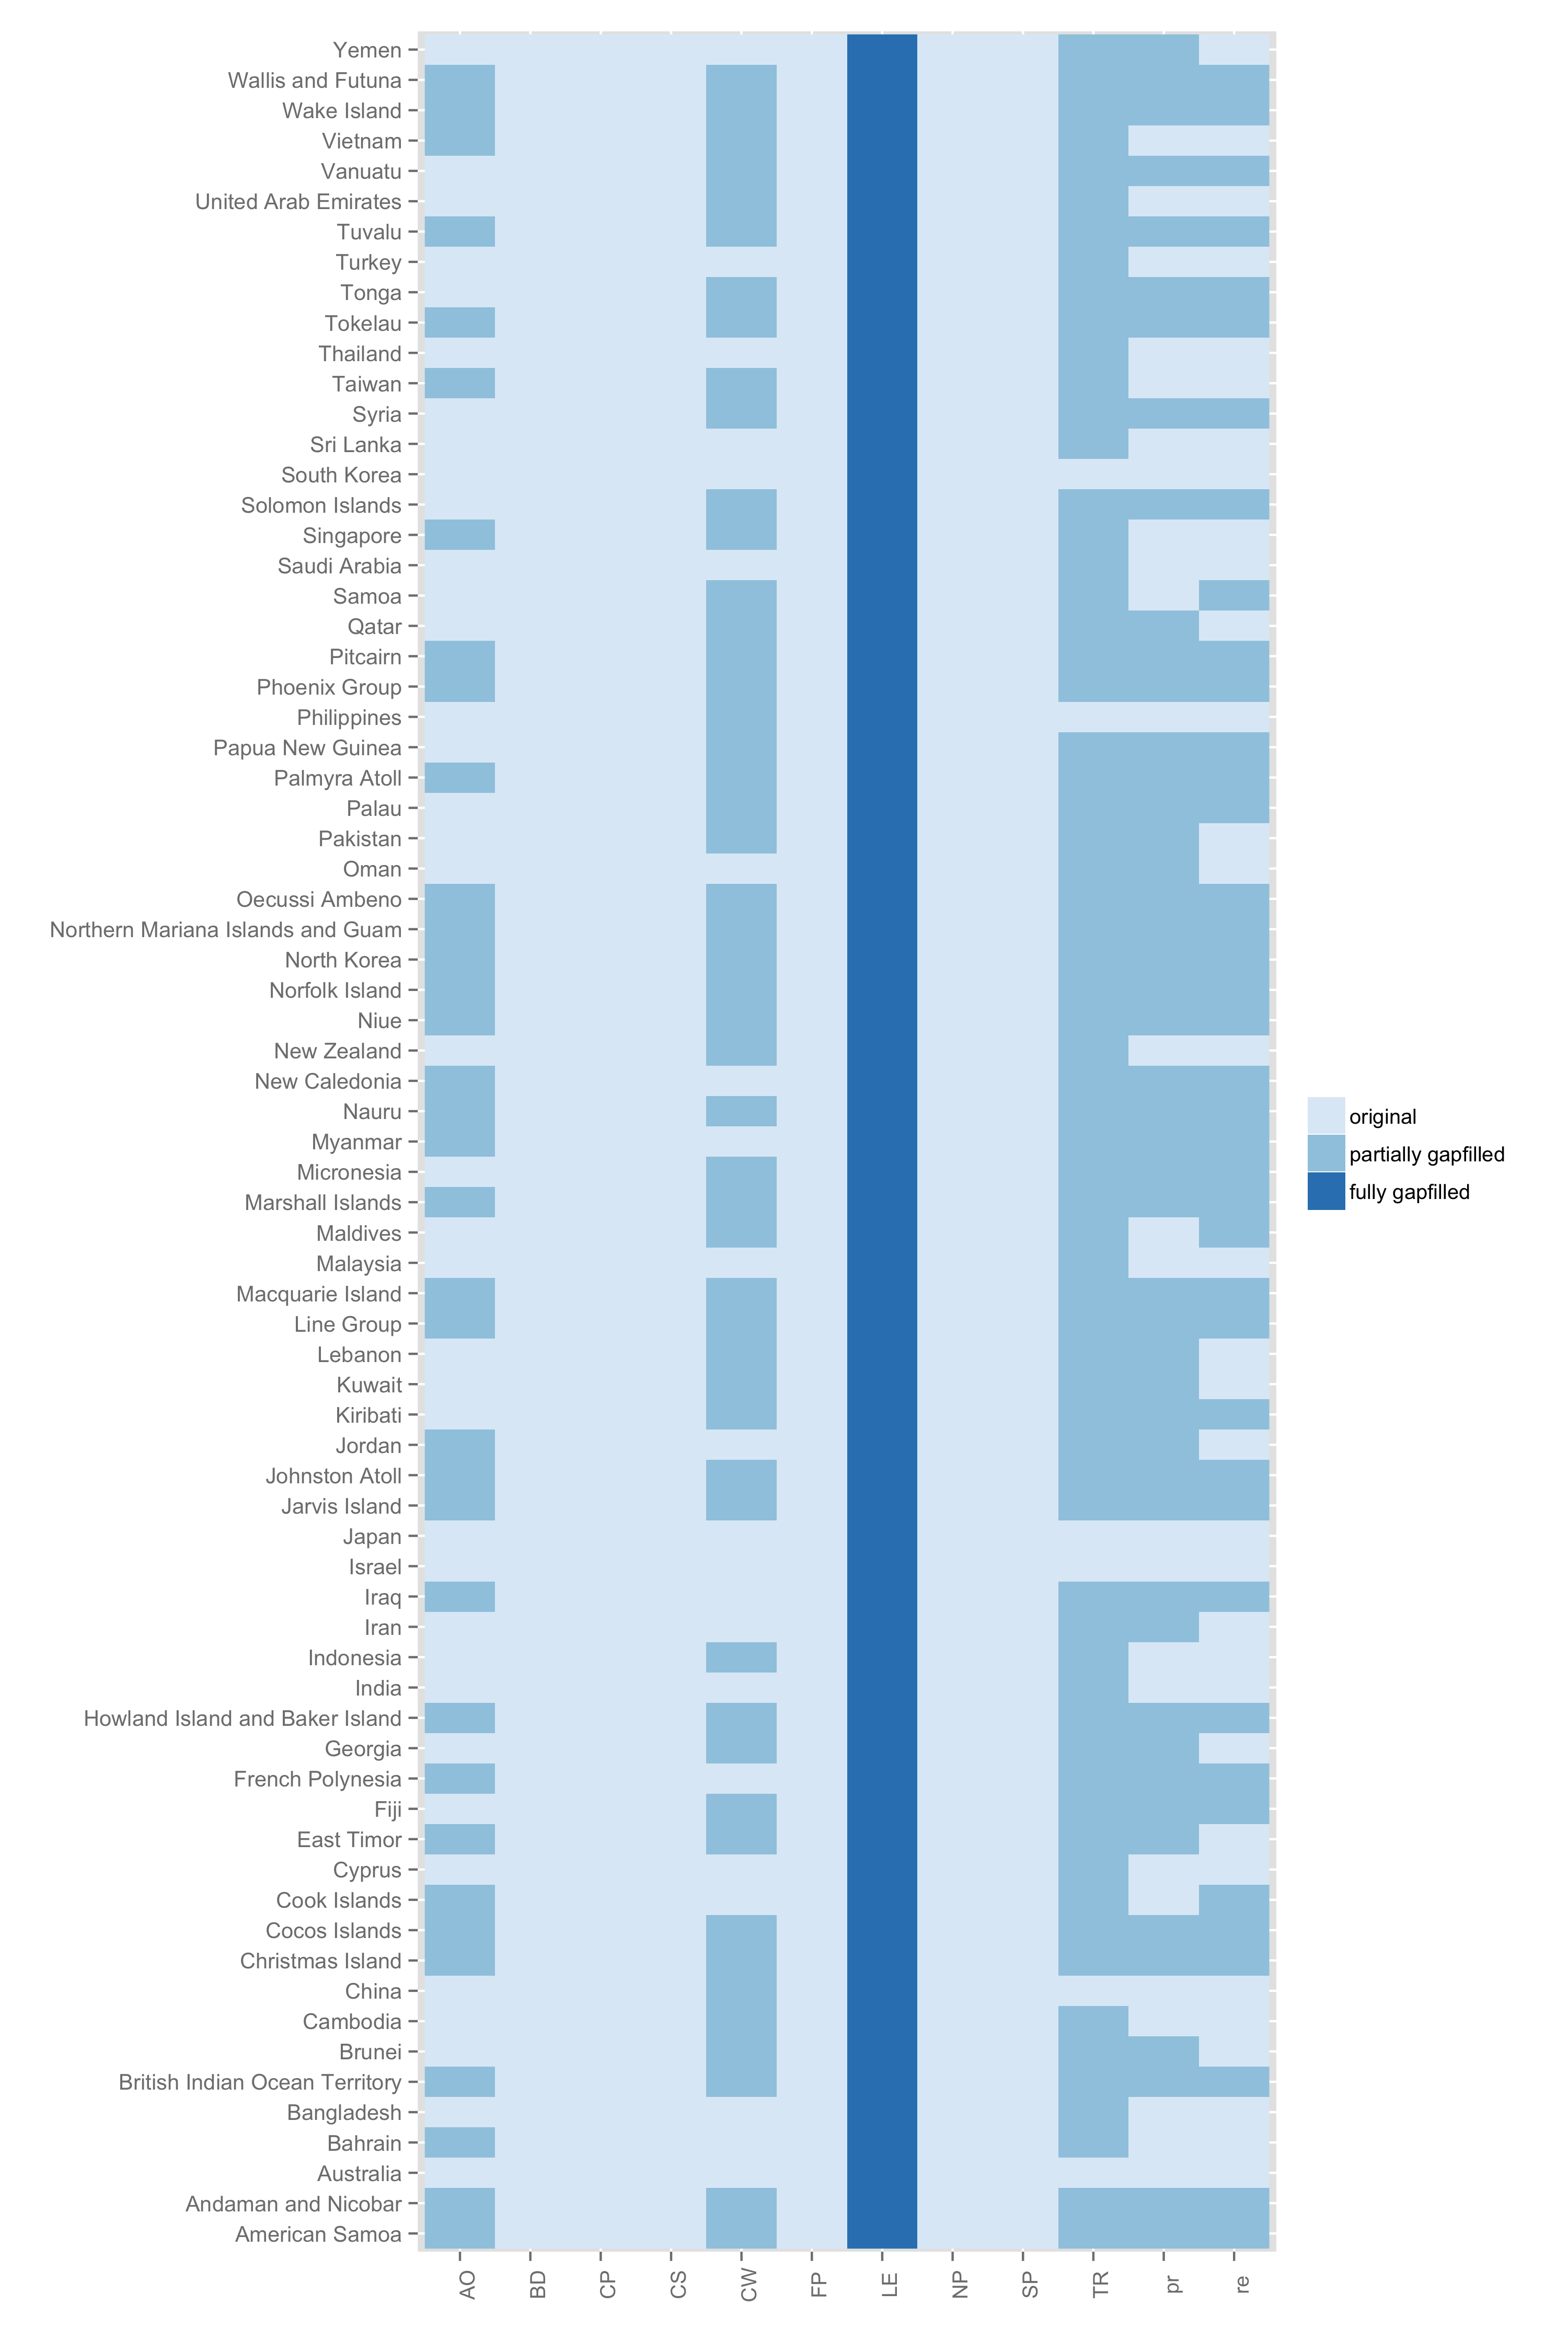 Yemen
Wallis and Futuna
Wake Island
Vietnam
Vanuatu
United Arab Emirates
Tuvalu
Turkey
Tonga
Tokelau
Thailand
Taiwan
Syria
Sri Lanka
South Korea
Solomon Islands
Singapore
Saudi Arabia
Samoa
Qatar
Pitcairn
Phoenix Group
Philippines
Papua New Guinea
Palmyra Atoll
Palau
Pakistan
Oman
Oecussi Ambeno
Northern Mariana Islands and Guam
North Korea
Norfolk Island
Niue
New Zealand
New Caledonia
Nauru
Myanmar
Micronesia
Marshall Islands
Maldives
Malaysia
Macquarie Island
Line Group
Lebanon
Kuwait
Kiribati
Jordan
Johnston Atoll
Jarvis Island
Japan
Israel
Iraq
Iran
Indonesia
India
Howland Island and Baker Island
Georgia
French Polynesia
Fiji
East Timor
Cyprus
Cook Islands
Cocos Islands
Christmas Island
China
Cambodia
Brunei
British Indian Ocean Territory
Bangladesh
Bahrain
Australia
Andaman and Nicobar
American Samoa
AO
BD
CP
CS
CW
FP
LE
NP
SP
TR
pr
re
original
partially gapfilled
fully gapfilled